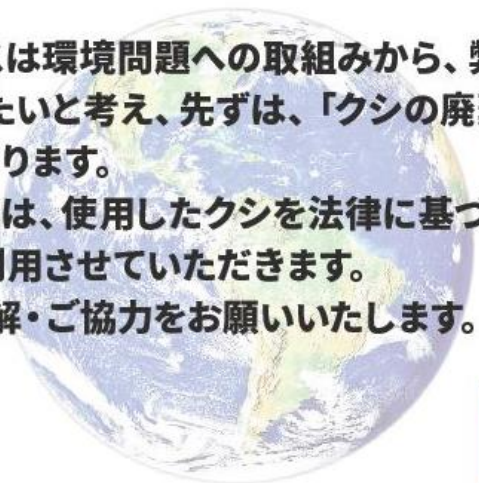 は環境問題への取組みから、
たいと考え、先ずは、「クシの廃
ります。
は、使用したクシを法律に基づ
用させていただきます。
解・ご協力をお願いいたします。